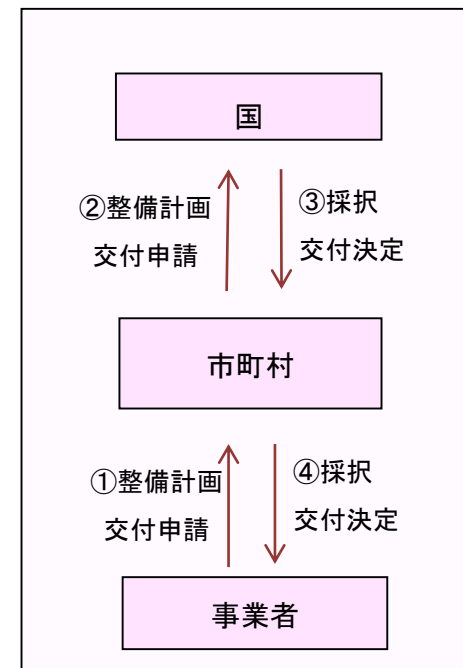 国
②整備計画
交付申請
③採択
交付決定
市町村
①整備計画
交付申請
④採択
交付決定
事業者